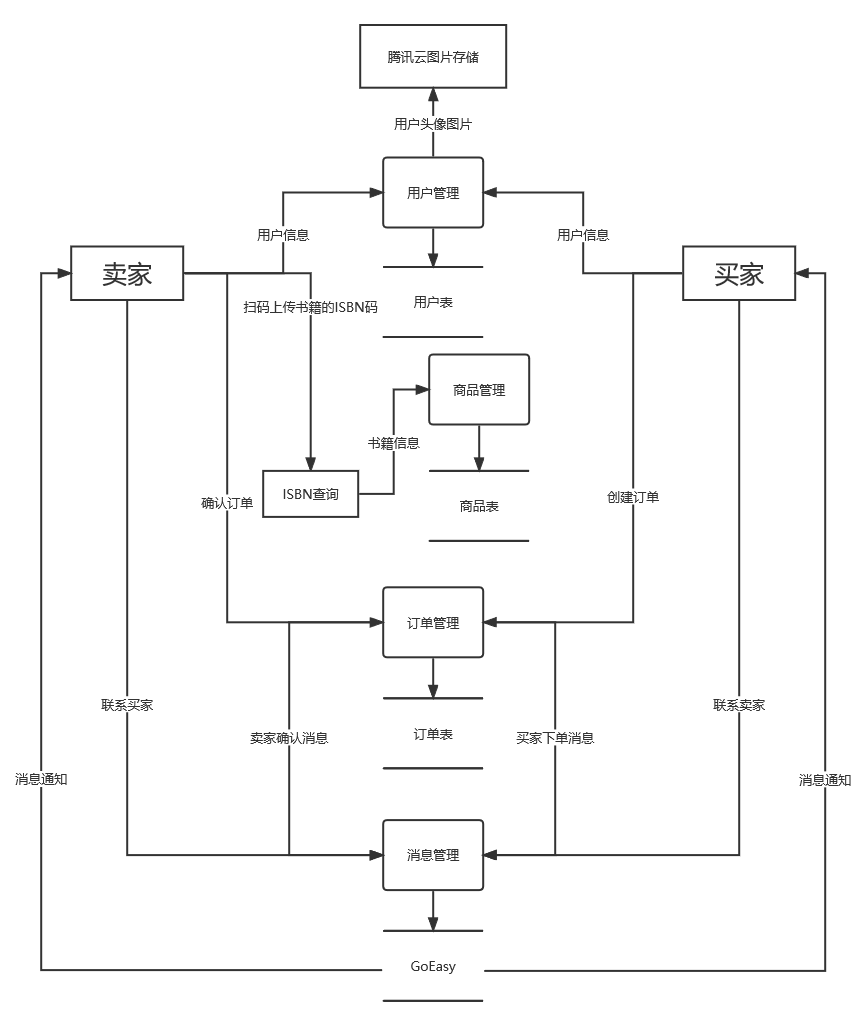 腾讯云图片存储
用户头像图片
用户管理
用户信息
用户信息
卖家
买家
扫码上传书籍的ISBN码
用户表
商品管理
书籍信息
ISBN查询
确认订单
商品表
创建订单
订单管理
联系买家
联系卖家
卖家确认消息
订单表
买家下单消息
消息通知
消息通知
消息管理
GoEasy